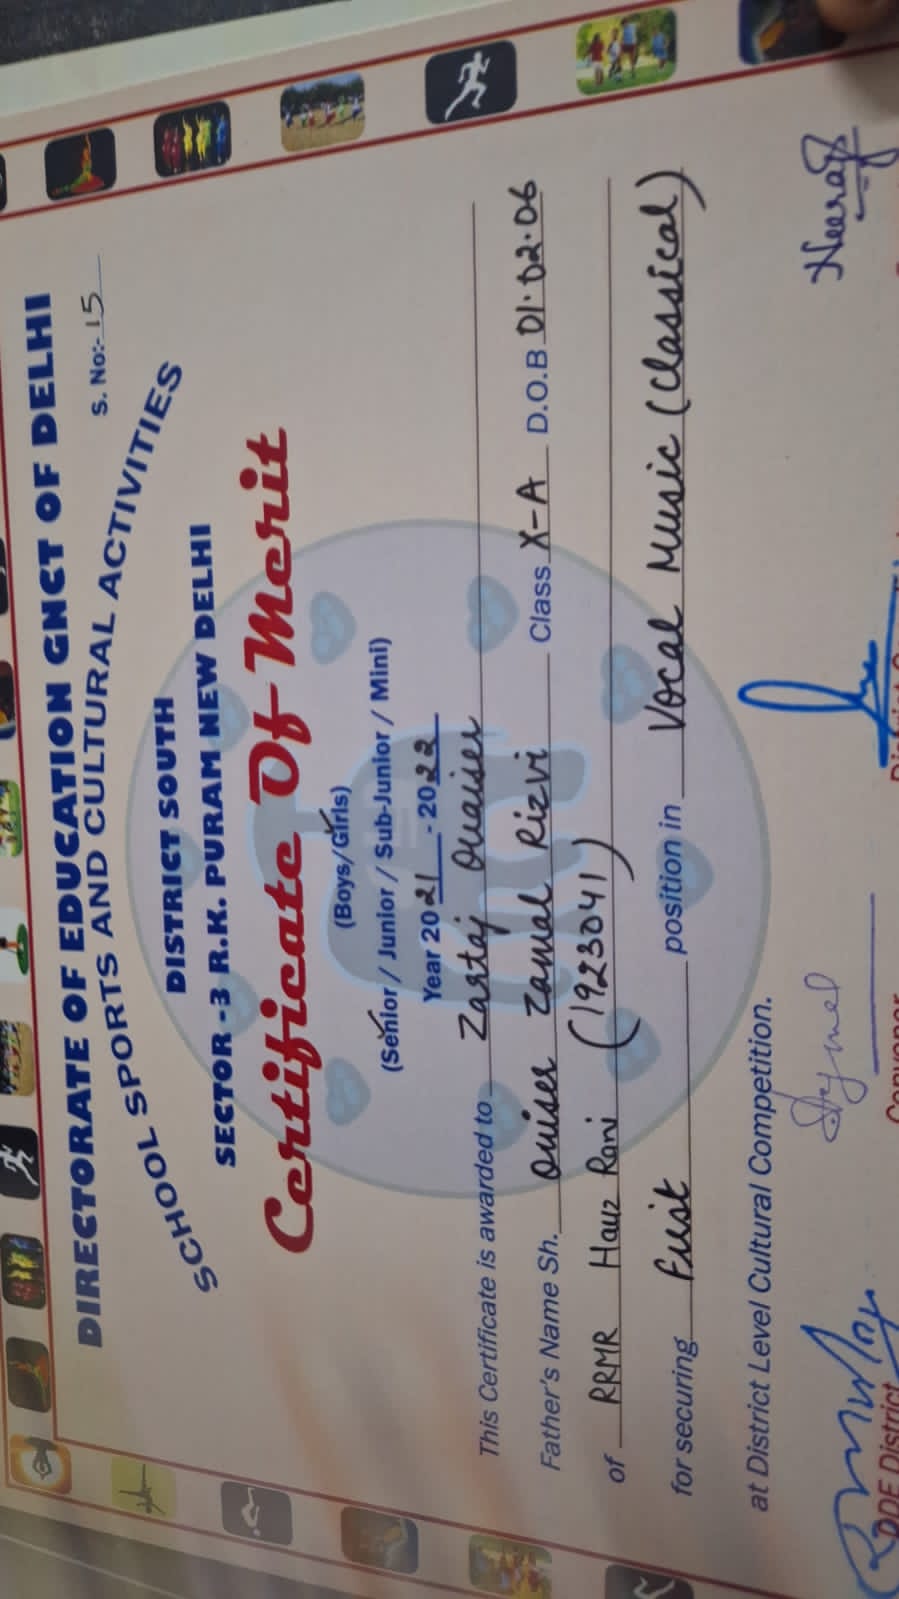 DIRECTORATE OF EDUCATION GNCT OF DELHI
S. No:- 15
SCHOOL SPORTS AND CULTURAL ACTIVITIES
DISTRICT SOUTH
SECTOR -3 R.K. PURAM NEW DELHI
Certificate Of Merit
(Boys/Girls)
(Senior / Junior / Sub-Junior / Mini)
Year 2021 - 2022
This Certificate is awarded to Zartaj Quaiser
Father's Name Sh. Quiser Zamal Rizvi Class X-A D.O.B 01.02.06
of RRMR Hauz Rani (1923041)
for securing First position in Vocal Music (Classical)
at District Level Cultural Competition.
Neeraj
DDE District Convener